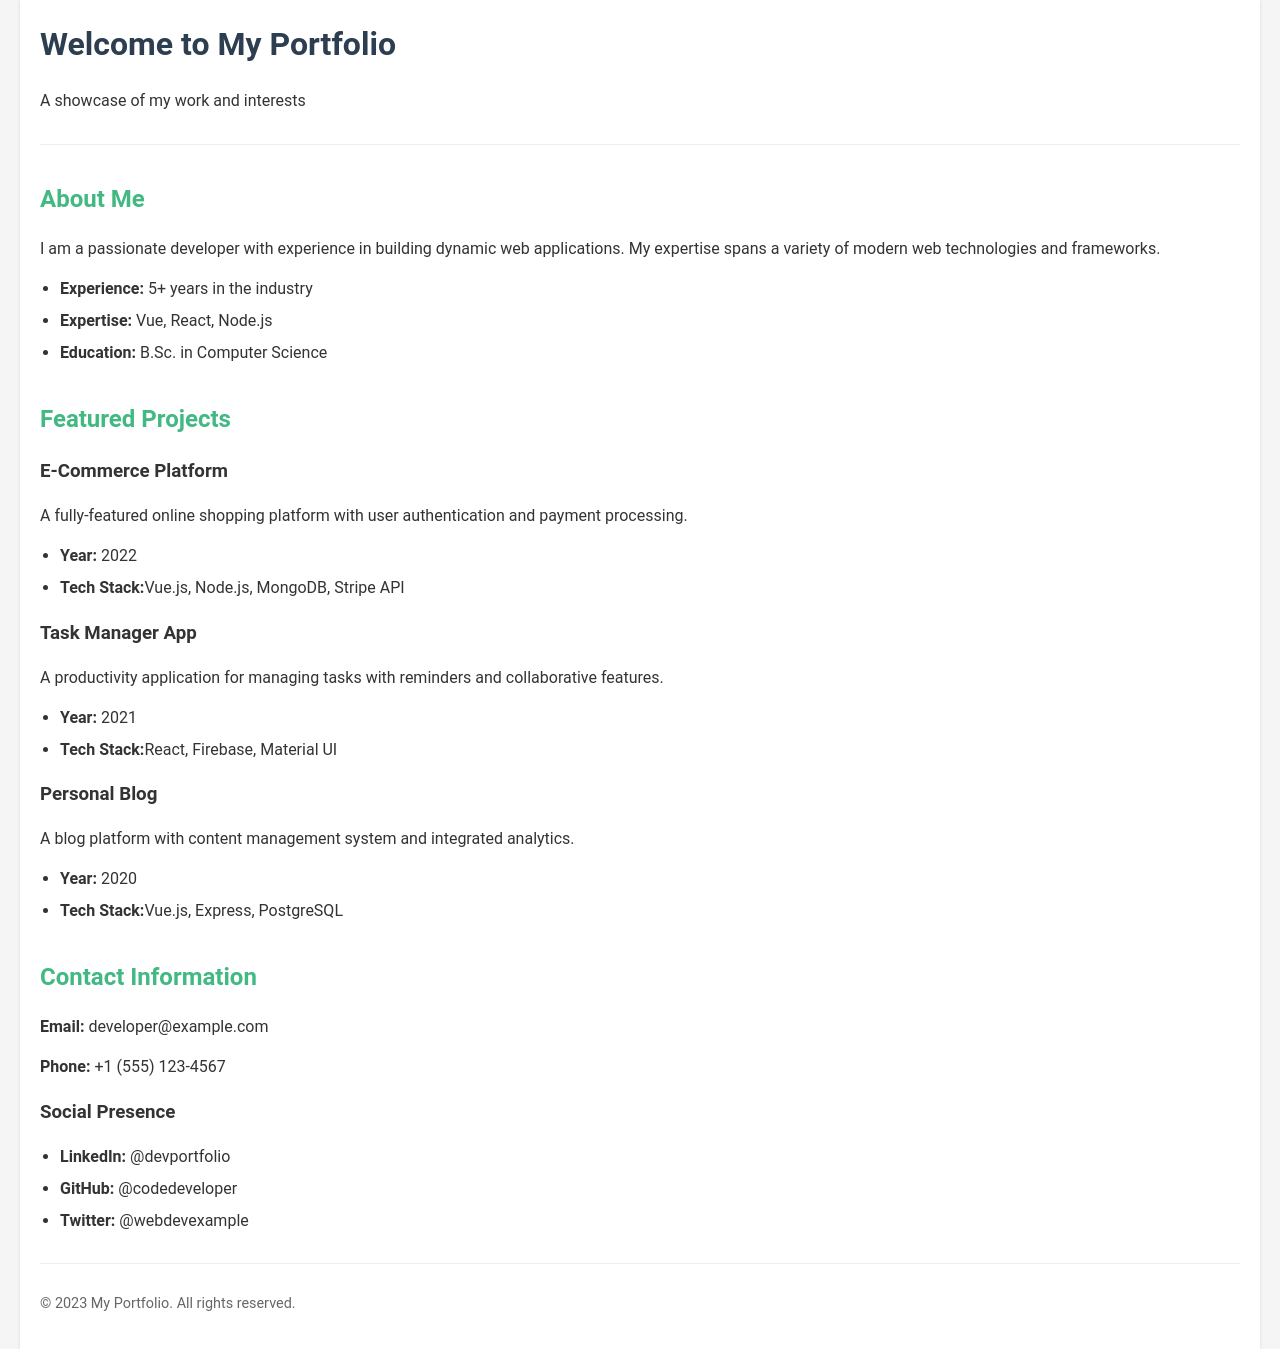 Welcome to My Portfolio
A showcase of my work and interests
About Me
I am a passionate developer with experience in building dynamic web applications. My expertise spans a variety of modern web technologies and frameworks.
Experience: 5+ years in the industry
Expertise: Vue, React, Node.js
Education: B.Sc. in Computer Science
Featured Projects
E-Commerce Platform
A fully-featured online shopping platform with user authentication and payment processing.
Year: 2022
Tech Stack:Vue.js, Node.js, MongoDB, Stripe API
Task Manager App
A productivity application for managing tasks with reminders and collaborative features.
Year: 2021
Tech Stack:React, Firebase, Material UI
Personal Blog
A blog platform with content management system and integrated analytics.
Year: 2020
Tech Stack:Vue.js, Express, PostgreSQL
Contact Information
Email: developer@example.com
Phone: +1 (555) 123-4567
Social Presence
LinkedIn: @devportfolio
GitHub: @codedeveloper
Twitter: @webdevexample
© 2023 My Portfolio. All rights reserved.